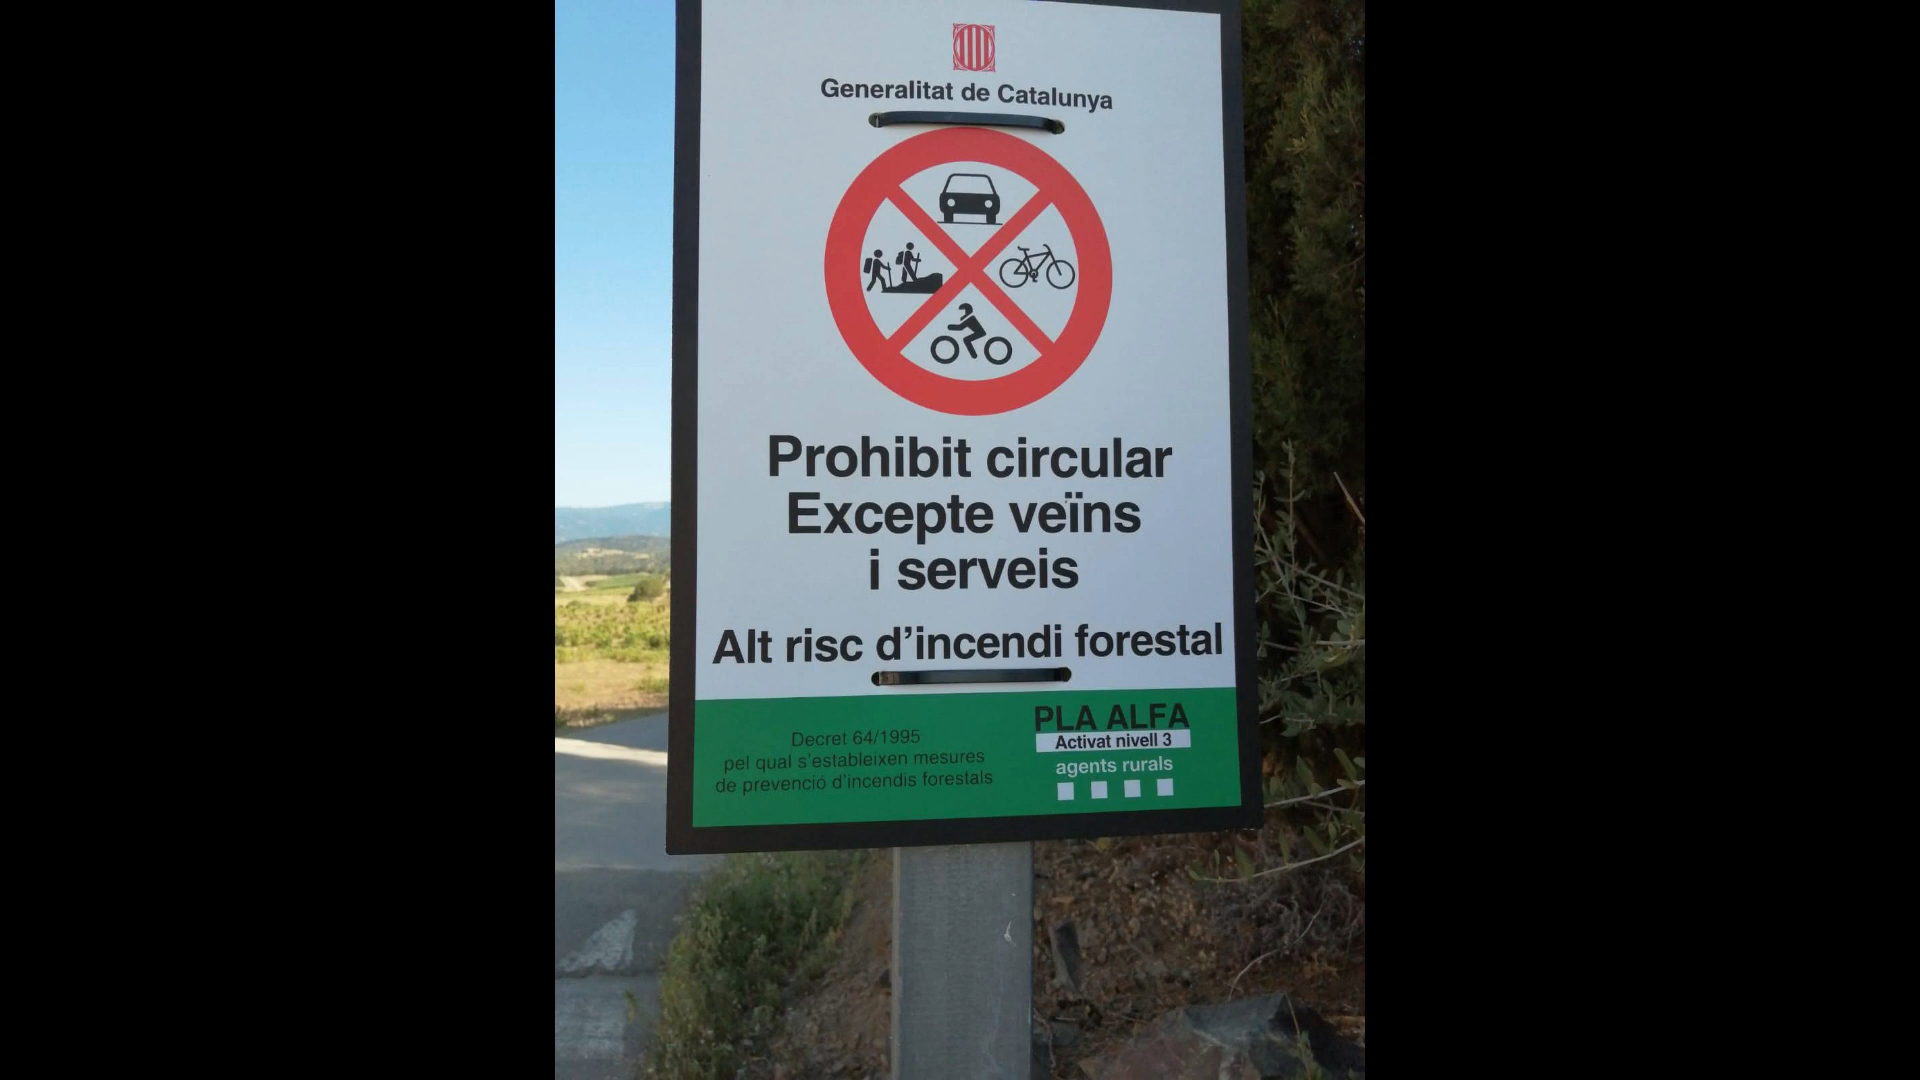 Generalitat de Catalunya
Prohibit circular
Excepte veïns
i serveis
Alt risc d'incendi forestal
Decret 64/1995
pel qual s'estableixen mesures
de prevenció d'incendis forestals
PLA ALFA
Activat nivell 3
agents rurals